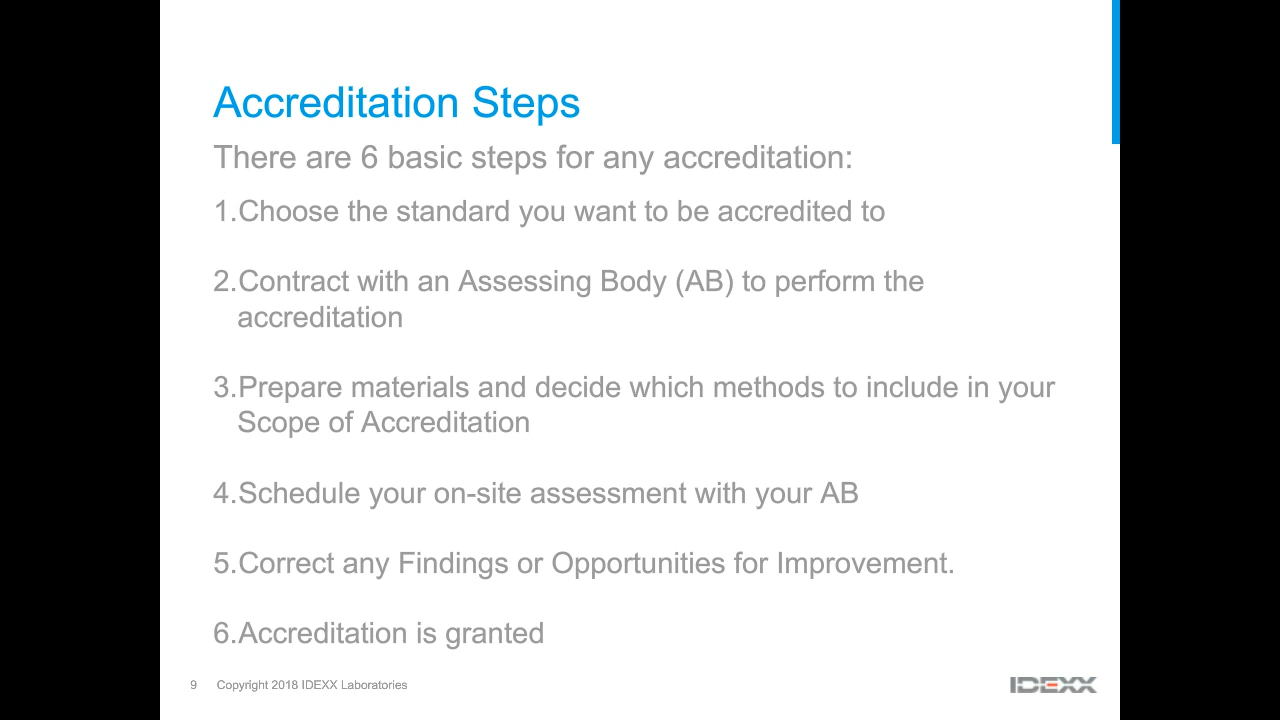 Accreditation Steps
There are 6 basic steps for any accreditation:
1.Choose the standard you want to be accredited to
2.Contract with an Assessing Body (AB) to perform the
accreditation
3.Prepare materials and decide which methods to include in your
Scope of Accreditation
4.Schedule your on-site assessment with your AB
5.Correct any Findings or Opportunities for Improvement.
6.Accreditation is granted
9 Copyright 2018 IDEXX Laboratories
IDEXX